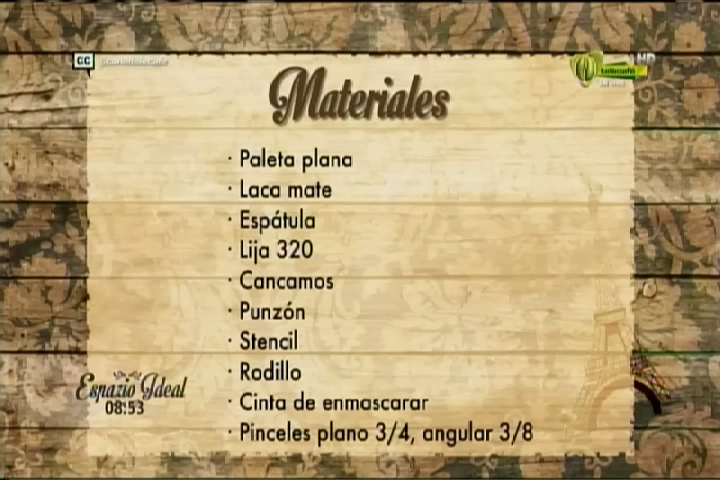 CC
HD
telecafé
Materiales
· Paleta plana
· Laca mate
· Espátula
· Lija 320
· Cancamos
· Punzón
· Stencil
· Rodillo
· Cinta de enmascarar
· Pinceles plano 3/4, angular 3/8
Espazio Ideal
08:53